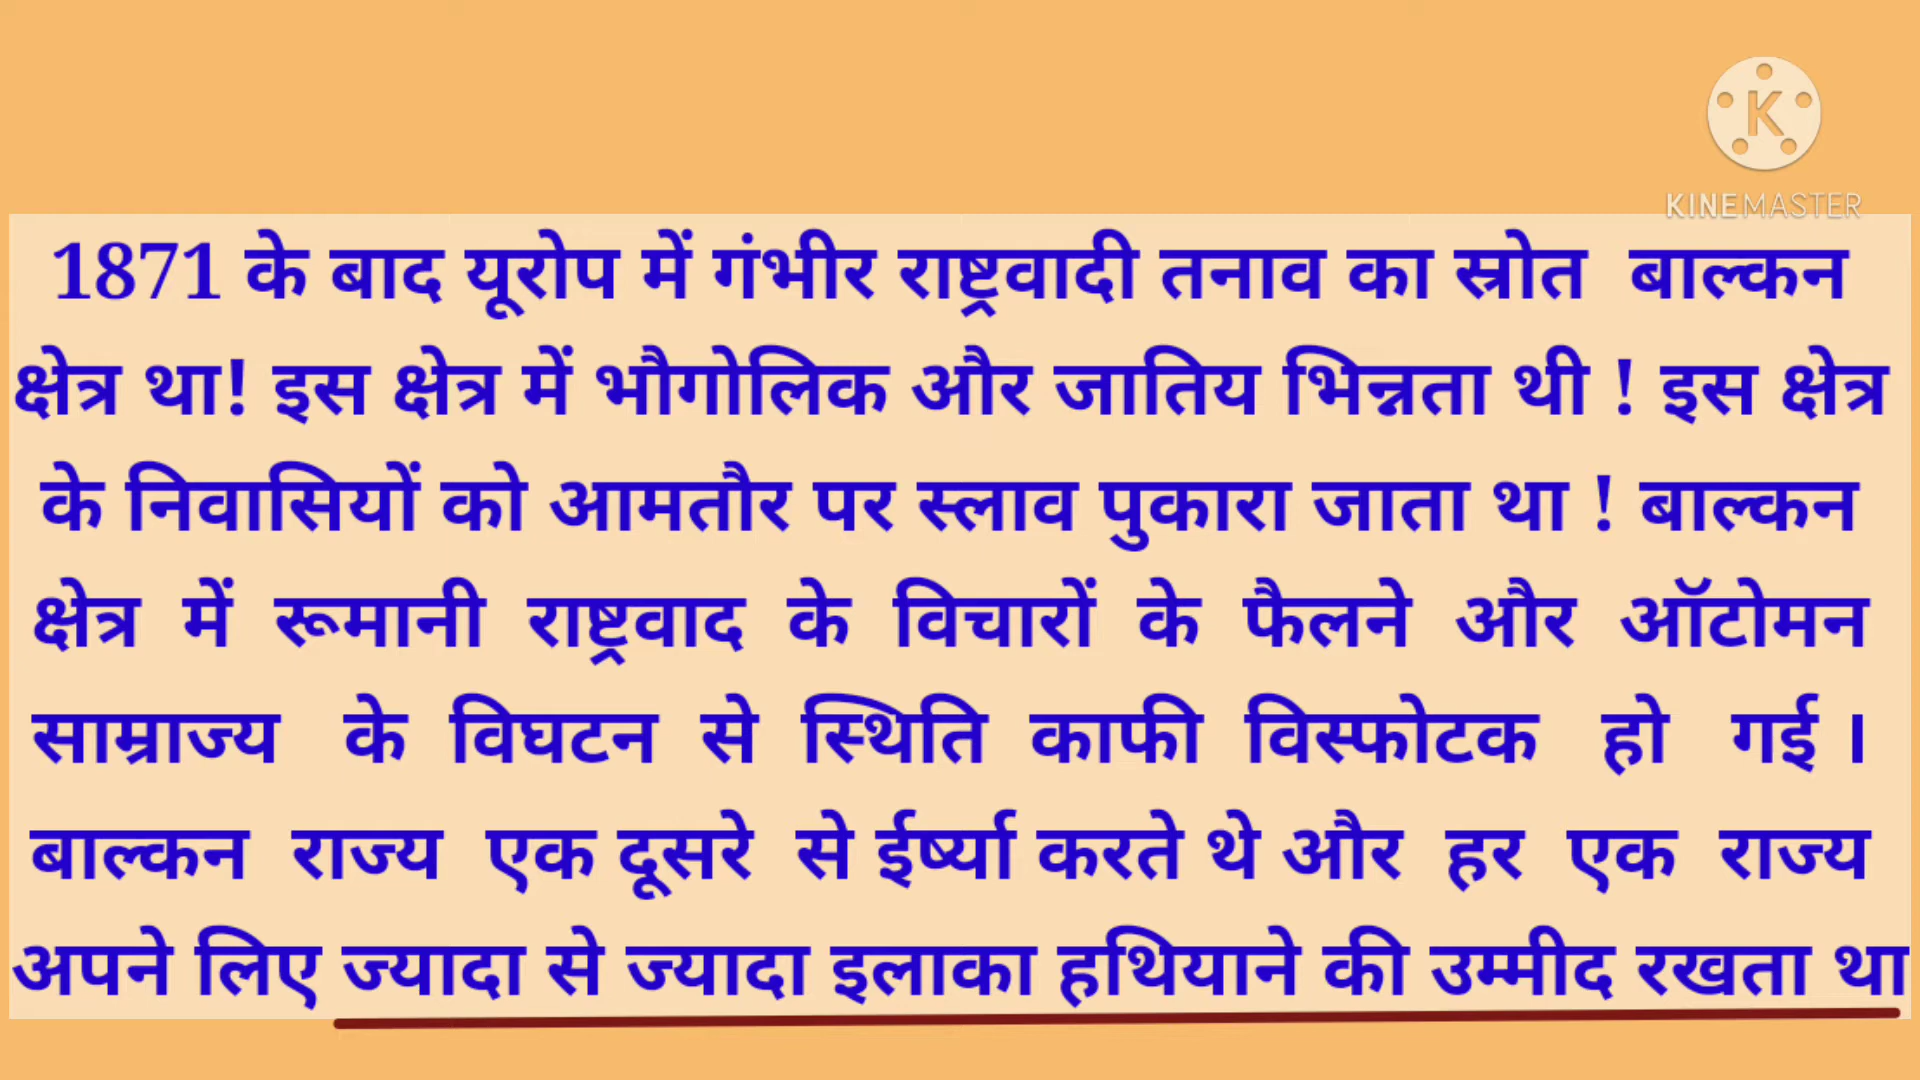 KINEMASTER
1871 के बाद यूरोप में गंभीर राष्ट्रवादी तनाव का स्रोत बाल्कन
क्षेत्र था! इस क्षेत्र में भौगोलिक और जातिय भिन्नता थी ! इस क्षेत्र
के निवासियों को आमतौर पर स्लाव पुकारा जाता था ! बाल्कन
क्षेत्र में रूमानी राष्ट्रवाद के विचारों के फैलने और ऑटोमन
साम्राज्य के विघटन से स्थिति काफी विस्फोटक हो गई ।
बाल्कन राज्य एक दूसरे से ईर्ष्या करते थे और हर एक राज्य
अपने लिए ज्यादा से ज्यादा इलाका हथियाने की उम्मीद रखता था